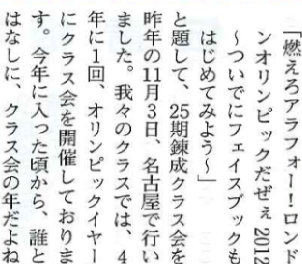 「燃えろアラフォー！ロンド
ンオリンピックだぜぇ2012
～ついでにフェイスブックも
はじめてみよう～」
と題して、25期錬成クラス会を
昨年の11月3日、名古屋で行い
ました。我々のクラスでは、4
年に1回、オリンピックイヤー
にクラス会を開催しておりま
す。今年に入った頃から、誰と
はなしに、クラス会の年だよね